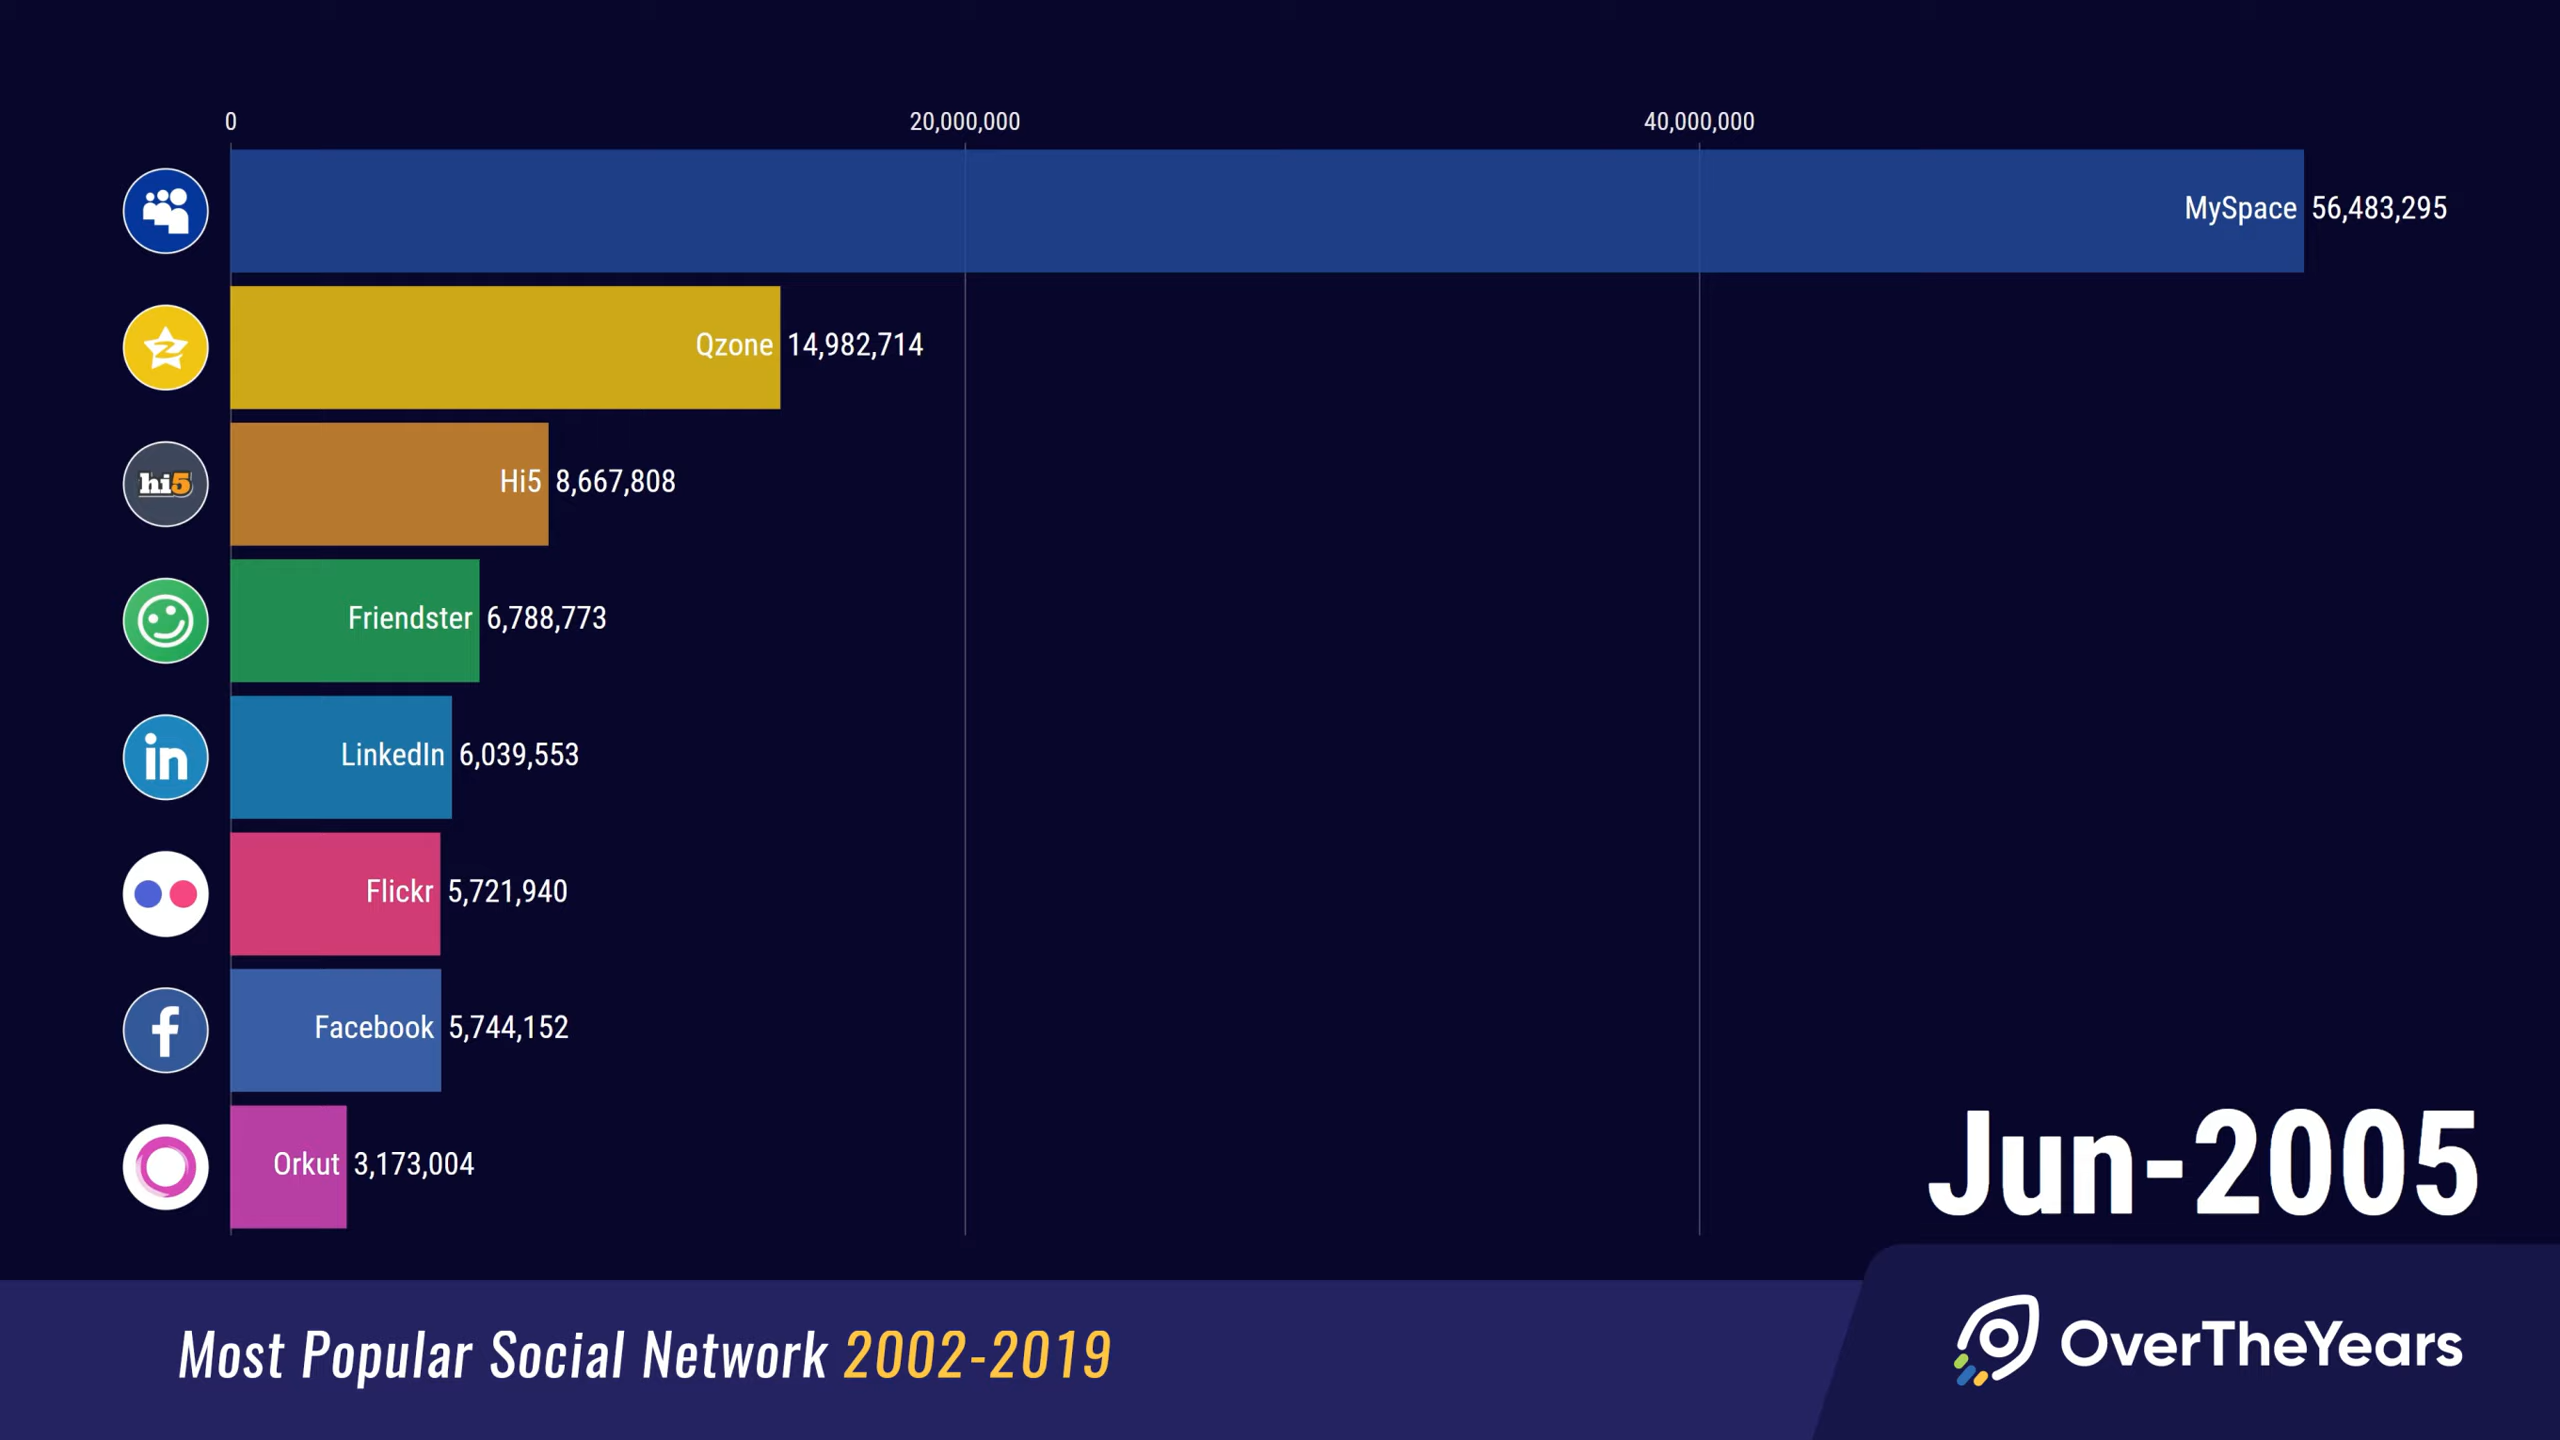 0 20,000,000 40,000,000
MySpace 56,483,295
Qzone 14,982,714
hi5 Hi5 8,667,808
Friendster 6,788,773
in LinkedIn 6,039,553
Flickr 5,721,940
f Facebook 5,744,152
Orkut 3,173,004
Jun-2005
Most Popular Social Network 2002-2019
OverTheYears